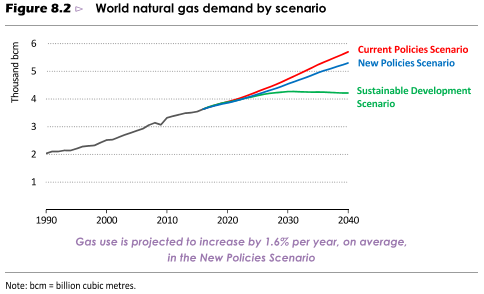 Figure 8.2 ▷ World natural gas demand by scenario
Thousand bcm
6
5
4
3
2
1
1990
2000
2010
2020
2030
2040
Current Policies Scenario
New Policies Scenario
Sustainable Development
Scenario
Gas use is projected to increase by 1.6% per year, on average,
in the New Policies Scenario
Note: bcm = billion cubic metres.